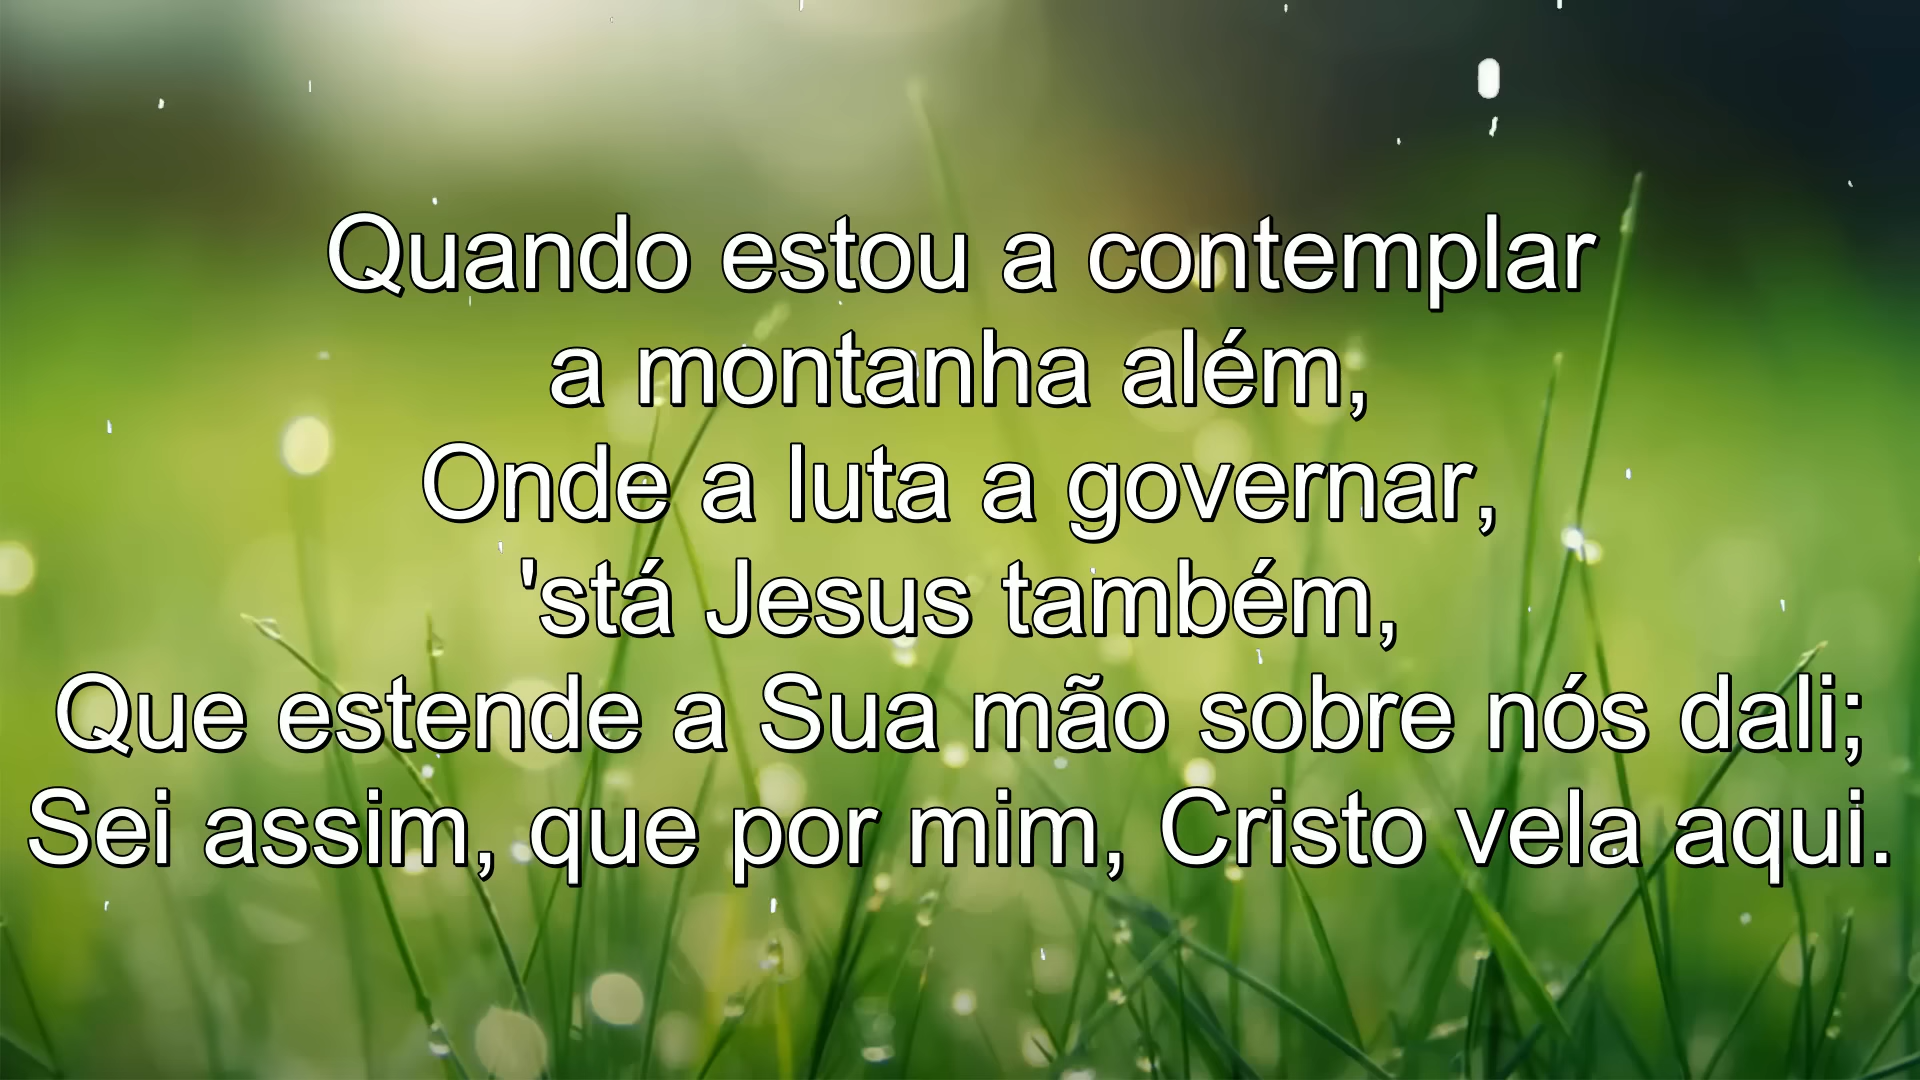 Quando estou a contemplar
a montanha além,
Onde a luta a governar,
'stá Jesus também,
Que estende a Sua mão sobre nós dali;
Sei assim, que por mim, Cristo vela aqui.